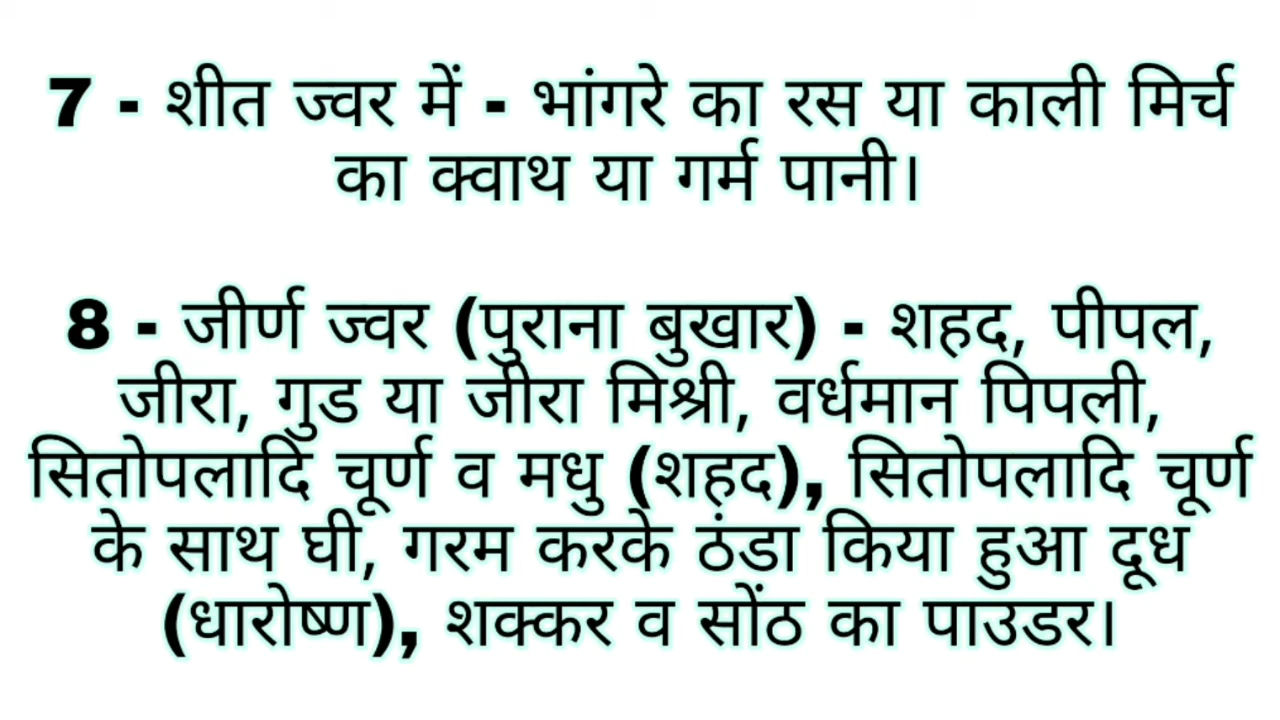 7 - शीत ज्वर में - भांगरे का रस या काली मिर्च
का क्वाथ या गर्म पानी।
8 - जीर्ण ज्वर (पुराना बुखार) - शहद, पीपल,
जीरा, गुड या जीरा मिश्री, वर्धमान पिपली,
सितोपलादि चूर्ण व मधु (शहद), सितोपलादि चूर्ण
के साथ घी, गरम करके ठंडा किया हुआ दूध
(धारोष्ण), शक्कर व सोंठ का पाउडर।